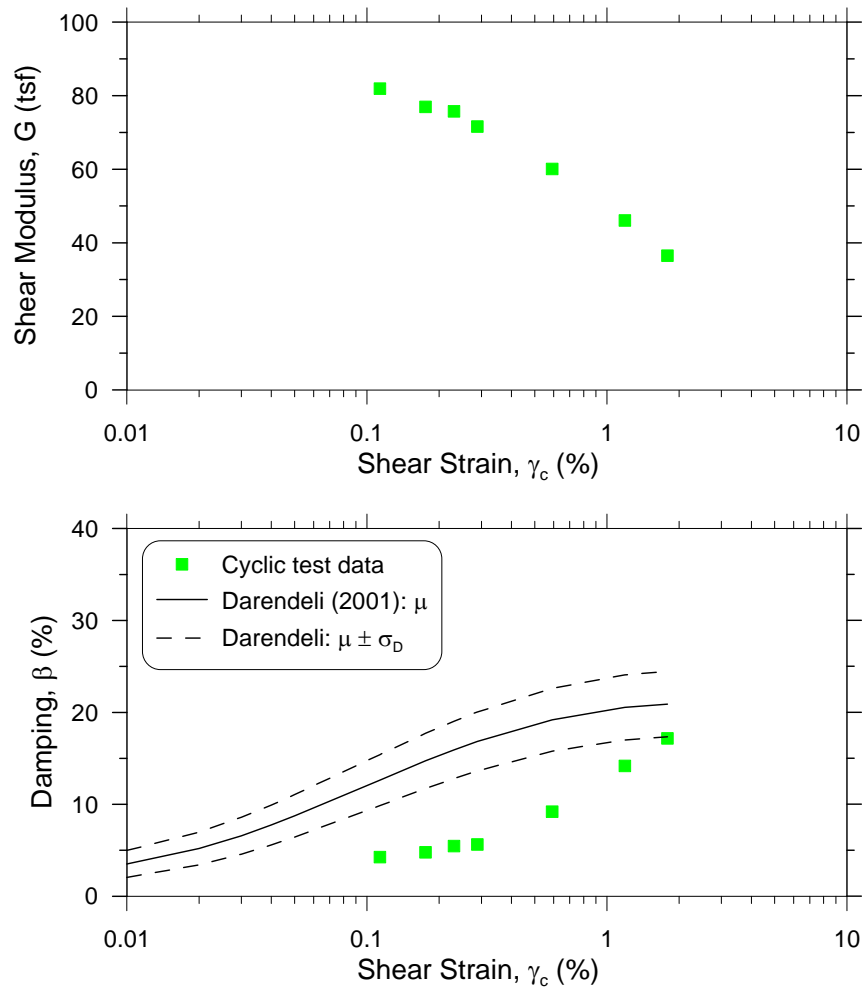 100
80
60
40
20
0
Shear Modulus, G (tsf)
0.01
0.1
1
10
Shear Strain, γc (%)
40
30
20
10
0
Damping, β (%)
Cyclic test data
Darendeli (2001): μ
Darendeli: μ ± σD
0.01
0.1
1
10
Shear Strain, γc (%)